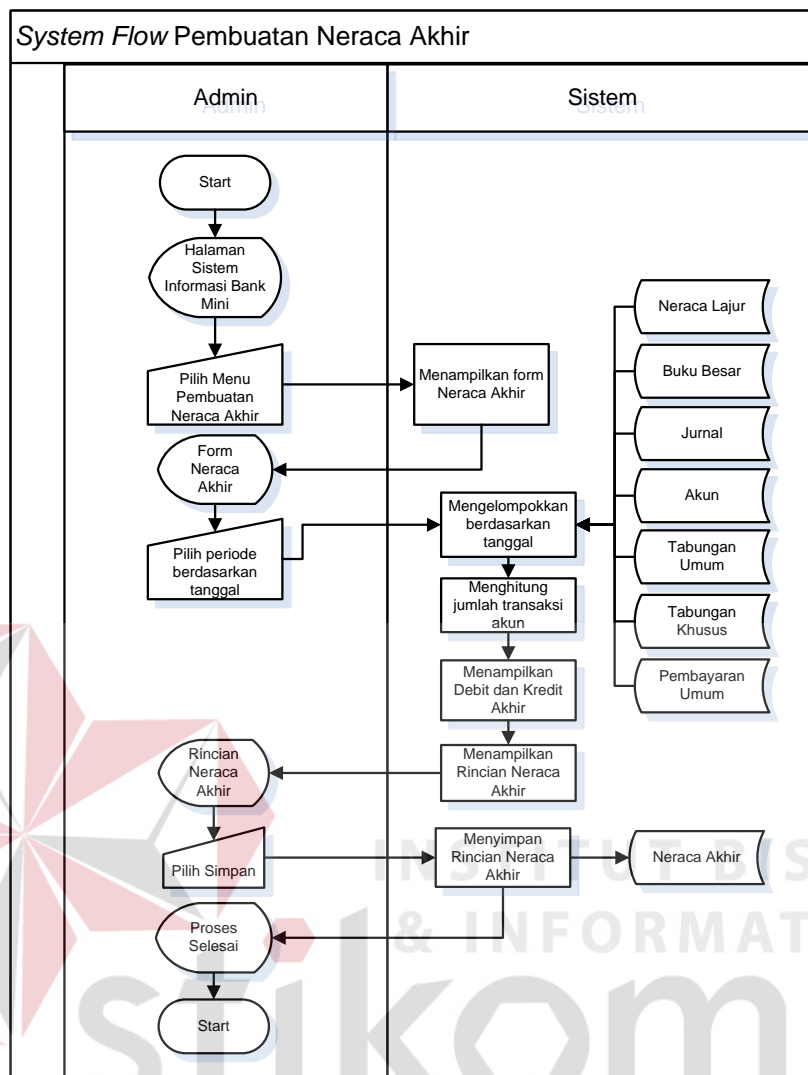 System Flow Pembuatan Neraca Akhir
Admin
Sistem
Start
Halaman
Sistem
Informasi Bank
Mini
Pilih Menu
Pembuatan
Neraca Akhir
Menampilkan form
Neraca Akhir
Form
Neraca
Akhir
Pilih periode
berdasarkan
tanggal
Mengelompokkan
berdasarkan
tanggal
Neraca Lajur
Buku Besar
Jurnal
Akun
Tabungan
Umum
Tabungan
Khusus
Pembayaran
Umum
Menghitung
jumlah transaksi
akun
Menampilkan
Debit dan Kredit
Akhir
Menampilkan
Rincian Neraca
Akhir
Rincian
Neraca
Akhir
Pilih Simpan
Menyimpan
Rincian Neraca
Akhir
Neraca Akhir
Proses
Selesai
Start
INSTITUT BIS
& INFORMAT
stikom